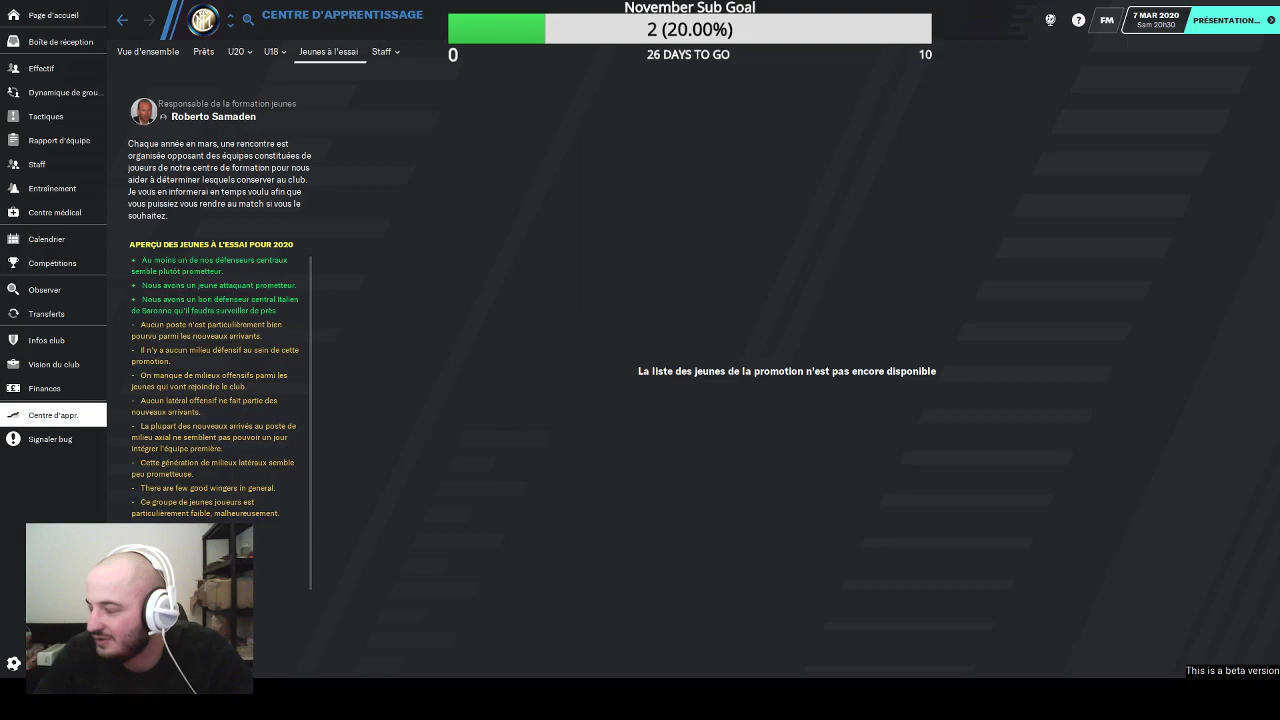 Page d'accueil
Boîte de réception
Effectif
Dynamique de grou...
Tactiques
Rapport d'équipe
Staff
Entraînement
Centre médical
Calendrier
Compétitions
Observer
Transferts
Infos club
Vision du club
Finances
Centre d'appr.
Signaler bug
CENTRE D'APPRENTISSAGE
Vue d'ensemble Prêts U20 U18 Jeunes à l'essai Staff
November Sub Goal
2 (20.00%)
0 26 DAYS TO GO 10
FM
7 MAR 2020
Sam 20h30
PRÉSENTATION...
Responsable de la formation jeunes
Roberto Samaden
Chaque année en mars, une rencontre est
organisée opposant des équipes constituées de
joueurs de notre centre de formation pour nous
aider à déterminer lesquels conserver au club.
Je vous en informerai en temps voulu afin que
vous puissiez vous rendre au match si vous le
souhaitez.
APERÇU DES JEUNES À L'ESSAI POUR 2020
+ Au moins un de nos défenseurs centraux
semble plutôt prometteur.
+ Nous avons un jeune attaquant prometteur.
+ Nous avons un bon défenseur central Italien
de Saronno qu'il faudra surveiller de près.
- Aucun poste n'est particulièrement bien
pourvu parmi les nouveaux arrivants.
- Il n'y a aucun milieu défensif au sein de cette
promotion.
- On manque de milieux offensifs parmi les
jeunes qui vont rejoindre le club.
- Aucun latéral offensif ne fait partie des
nouveaux arrivants.
- La plupart des nouveaux arrivés au poste de
milieu axial ne semblent pas pouvoir un jour
intégrer l'équipe première.
- Cette génération de milieux latéraux semble
peu prometteuse.
- There are few good wingers in general.
- Ce groupe de jeunes joueurs est
particulièrement faible, malheureusement.
La liste des jeunes de la promotion n'est pas encore disponible
This is a beta version